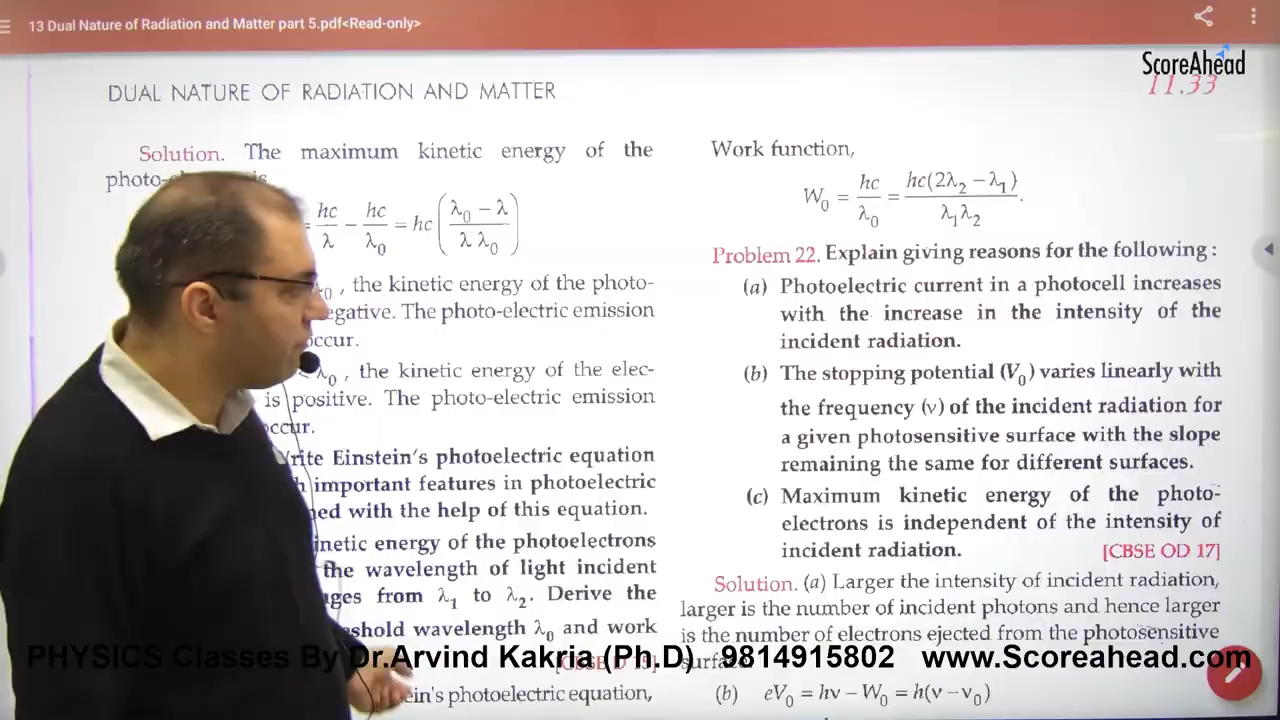 13 Dual Nature of Radiation and Matter part 5.pdf<Read-only>
ScoreAhead
11.33
DUAL NATURE OF RADIATION AND MATTER
Solution. The maximum kinetic energy of the
is
hc/λ − hc/λ₀ = hc ( (λ₀ − λ) / (λ λ₀) )
, the kinetic energy of the photo-
egative. The photo-electric emission
occur.
< λ₀ , the kinetic energy of the elec-
is positive. The photo-electric emission
occur.
rite Einstein's photoelectric equation
important features in photoelectric
ned with the help of this equation.
inetic energy of the photoelectrons
the wavelength of light incident
ges from λ₁ to λ₂. Derive the
eshold wavelength λ₀ and work
ein's photoelectric equation,
Work function,
W₀ = hc/λ₀ = hc(2λ₂ − λ₁)/λ₁λ₂.
Problem 22. Explain giving reasons for the following :
(a) Photoelectric current in a photocell increases
with the increase in the intensity of the
incident radiation.
(b) The stopping potential (V₀) varies linearly with
the frequency (ν) of the incident radiation for
a given photosensitive surface with the slope
remaining the same for different surfaces.
(c) Maximum kinetic energy of the photo-
electrons is independent of the intensity of
incident radiation. [CBSE OD 17]
Solution. (a) Larger the intensity of incident radiation,
larger is the number of incident photons and hence larger
is the number of electrons ejected from the photosensitive
(b) eV₀ = hν − W₀ = h(ν − ν₀)
PHYSICS Classes By Dr.Arvind Kakria (Ph.D) 9814915802 www.Scoreahead.com